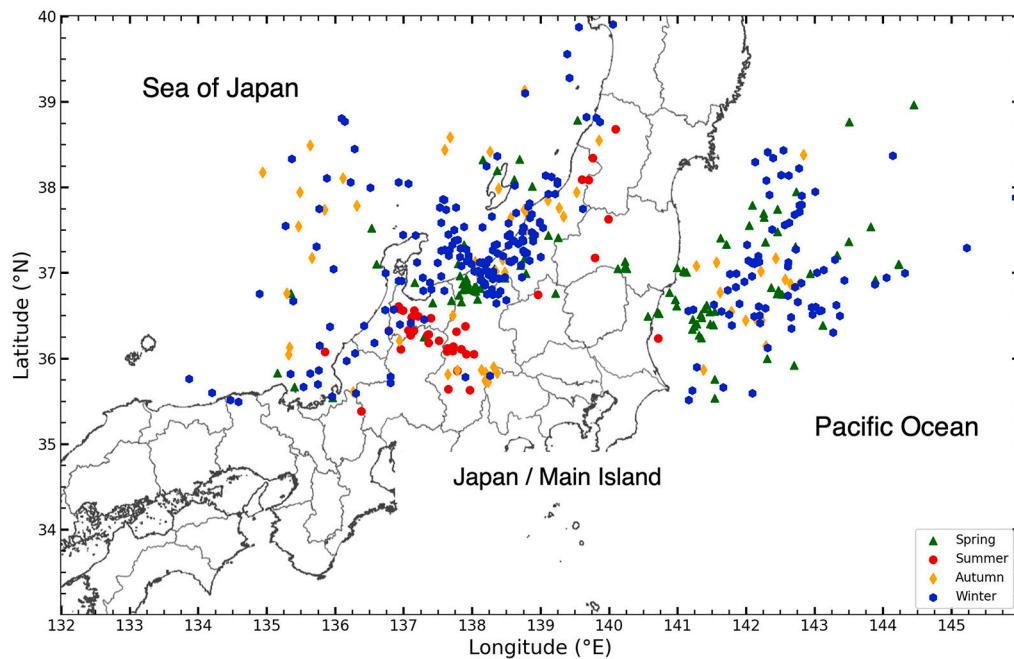 40
39
38
37
36
35
34
Latitude (°N)
Sea of Japan
Pacific Ocean
Japan / Main Island
Spring
Summer
Autumn
Winter
132 133 134 135 136 137 138 139 140 141 142 143 144 145
Longitude (°E)